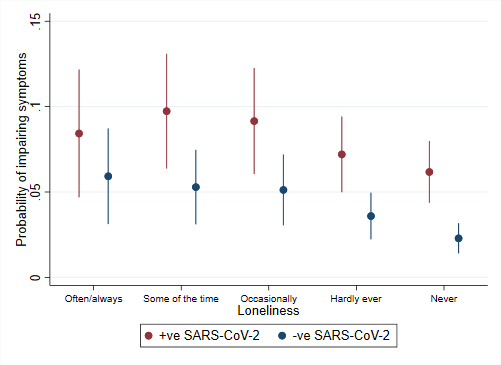 Probability of impairing symptoms
.15
.1
.05
0
Often/always Some of the time Occasionally Hardly ever Never
Loneliness
+ve SARS-CoV-2 -ve SARS-CoV-2